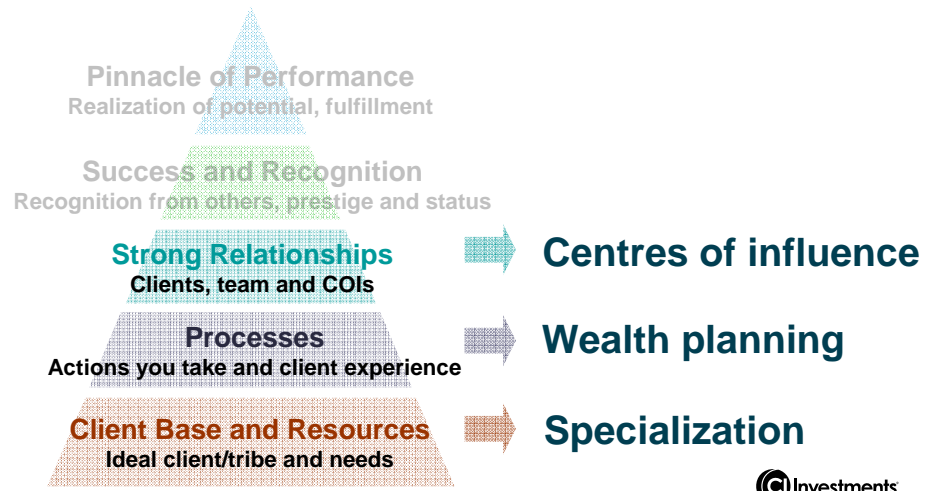 Pinnacle of Performance
Realization of potential, fulfillment
Success and Recognition
Recognition from others, prestige and status
Strong Relationships
Clients, team and COIs
Centres of influence
Processes
Actions you take and client experience
Wealth planning
Client Base and Resources
Ideal client/tribe and needs
Specialization
CI Investments